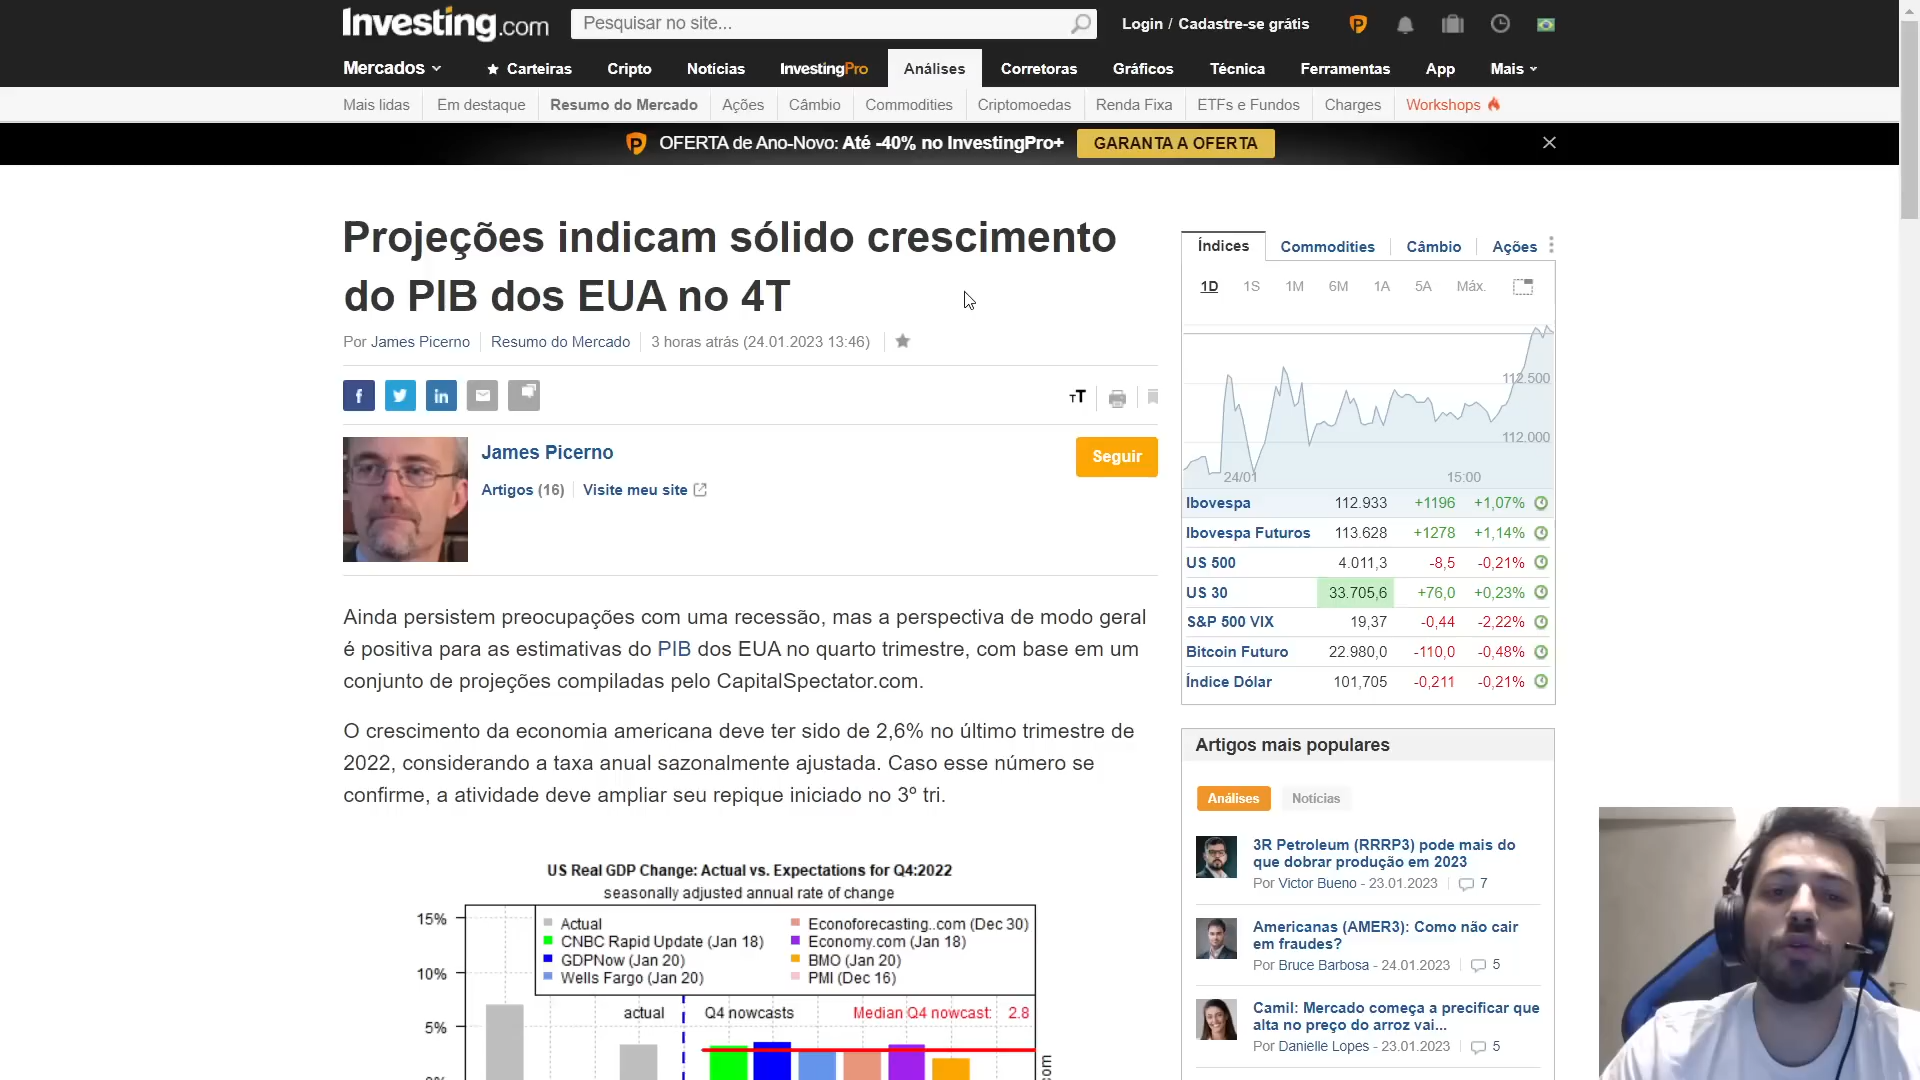 Investing.com
Pesquisar no site...
Login / Cadastre-se grátis
Mercados
Carteiras
Cripto
Notícias
InvestingPro
Análises
Corretoras
Gráficos
Técnica
Ferramentas
App
Mais
Mais lidas
Em destaque
Resumo do Mercado
Ações
Câmbio
Commodities
Criptomoedas
Renda Fixa
ETFs e Fundos
Charges
Workshops
OFERTA de Ano-Novo: Até -40% no InvestingPro+
GARANTA A OFERTA
Projeções indicam sólido crescimento
do PIB dos EUA no 4T
Por James Picerno
Resumo do Mercado
3 horas atrás (24.01.2023 13:46)
James Picerno
Artigos (16)
Visite meu site
Seguir
Ainda persistem preocupações com uma recessão, mas a perspectiva de modo geral
é positiva para as estimativas do PIB dos EUA no quarto trimestre, com base em um
conjunto de projeções compiladas pelo CapitalSpectator.com.
O crescimento da economia americana deve ter sido de 2,6% no último trimestre de
2022, considerando a taxa anual sazonalmente ajustada. Caso esse número se
confirme, a atividade deve ampliar seu repique iniciado no 3º tri.
US Real GDP Change: Actual vs. Expectations for Q4:2022
seasonally adjusted annual rate of change
15%
10%
5%
Actual
CNBC Rapid Update (Jan 18)
GDPNow (Jan 20)
Wells Fargo (Jan 20)
Econoforecasting..com (Dec 30)
Economy.com (Jan 18)
BMO (Jan 20)
PMI (Dec 16)
actual
Q4 nowcasts
Median Q4 nowcast: 2.8
Índices
Commodities
Câmbio
Ações
1D
1S
1M
6M
1A
5A
Máx.
112.500
112.000
24/01
15:00
Ibovespa 112.933 +1196 +1,07%
Ibovespa Futuros 113.628 +1278 +1,14%
US 500 4.011,3 -8,5 -0,21%
US 30 33.705,6 +76,0 +0,23%
S&P 500 VIX 19,37 -0,44 -2,22%
Bitcoin Futuro 22.980,0 -110,0 -0,48%
Índice Dólar 101,705 -0,211 -0,21%
Artigos mais populares
Análises
Notícias
3R Petroleum (RRRP3) pode mais do
que dobrar produção em 2023
Por Victor Bueno - 23.01.2023 7
Americanas (AMER3): Como não cair
em fraudes?
Por Bruce Barbosa - 24.01.2023 5
Camil: Mercado começa a precificar que
alta no preço do arroz vai...
Por Danielle Lopes - 23.01.2023 5